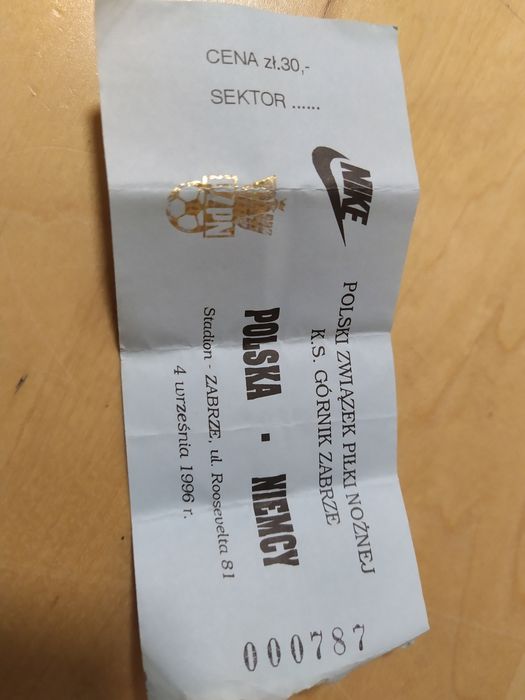 CENA zł.30,-
SEKTOR ......
NIKE
PZPN
POLSKI ZWIĄZEK PIŁKI NOŻNEJ
K.S. GÓRNIK ZABRZE
POLSKA - NIEMCY
Stadion - ZABRZE, ul. Roosevelta 81
4 września 1996 r.
000787